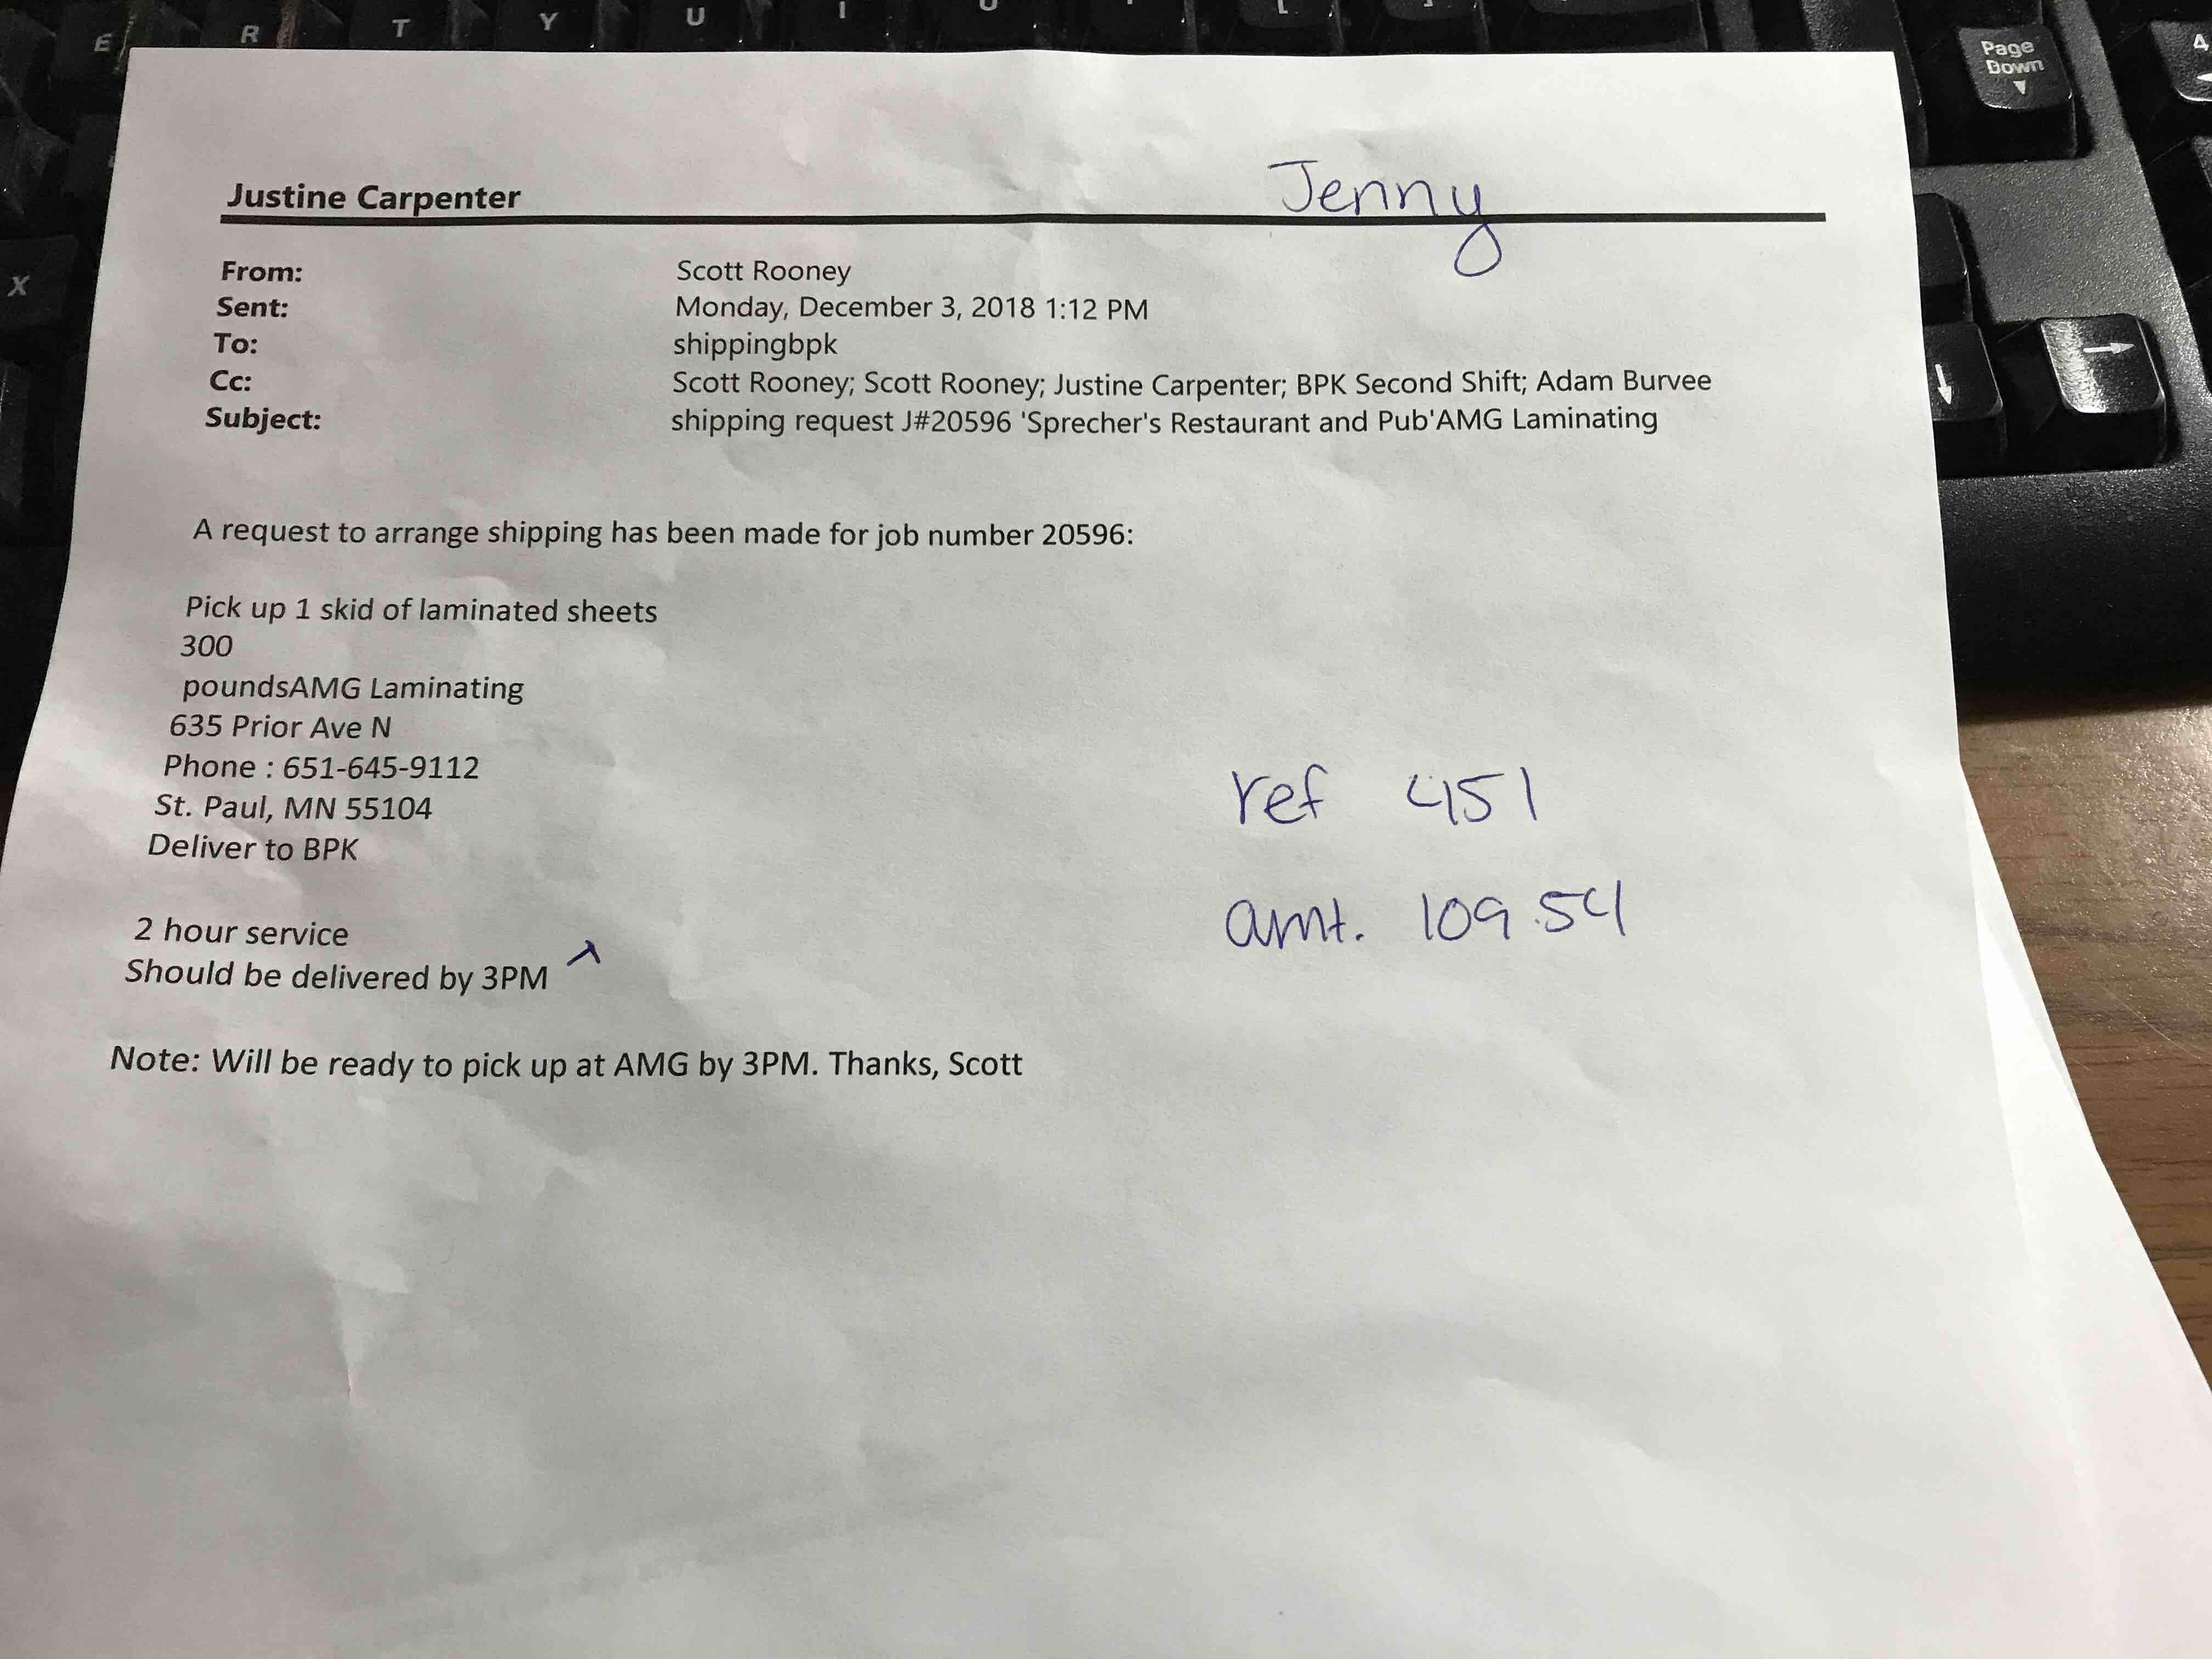 E R T Y U I
Page
Down
4
X
Jenny
Justine Carpenter
From: Scott Rooney
Sent: Monday, December 3, 2018 1:12 PM
To: shippingbpk
Cc: Scott Rooney; Scott Rooney; Justine Carpenter; BPK Second Shift; Adam Burvee
Subject: shipping request J#20596 'Sprecher's Restaurant and Pub'AMG Laminating
A request to arrange shipping has been made for job number 20596:
Pick up 1 skid of laminated sheets
300
poundsAMG Laminating
635 Prior Ave N
Phone : 651-645-9112
St. Paul, MN 55104
Deliver to BPK
ref 451
amt. 109.54
2 hour service
Should be delivered by 3PM
Note: Will be ready to pick up at AMG by 3PM. Thanks, Scott